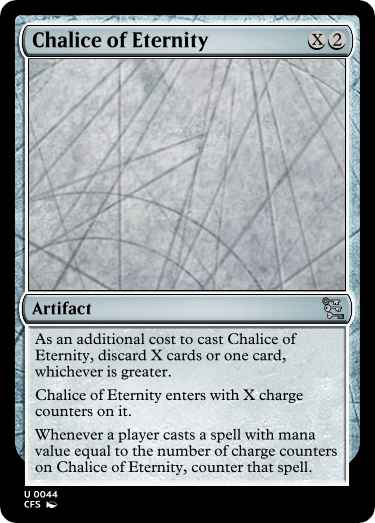 Chalice of Eternity X 2
Artifact
As an additional cost to cast Chalice of
Eternity, discard X cards or one card,
whichever is greater.
Chalice of Eternity enters with X charge
counters on it.
Whenever a player casts a spell with mana
value equal to the number of charge counters
on Chalice of Eternity, counter that spell.
U 0044
CFS